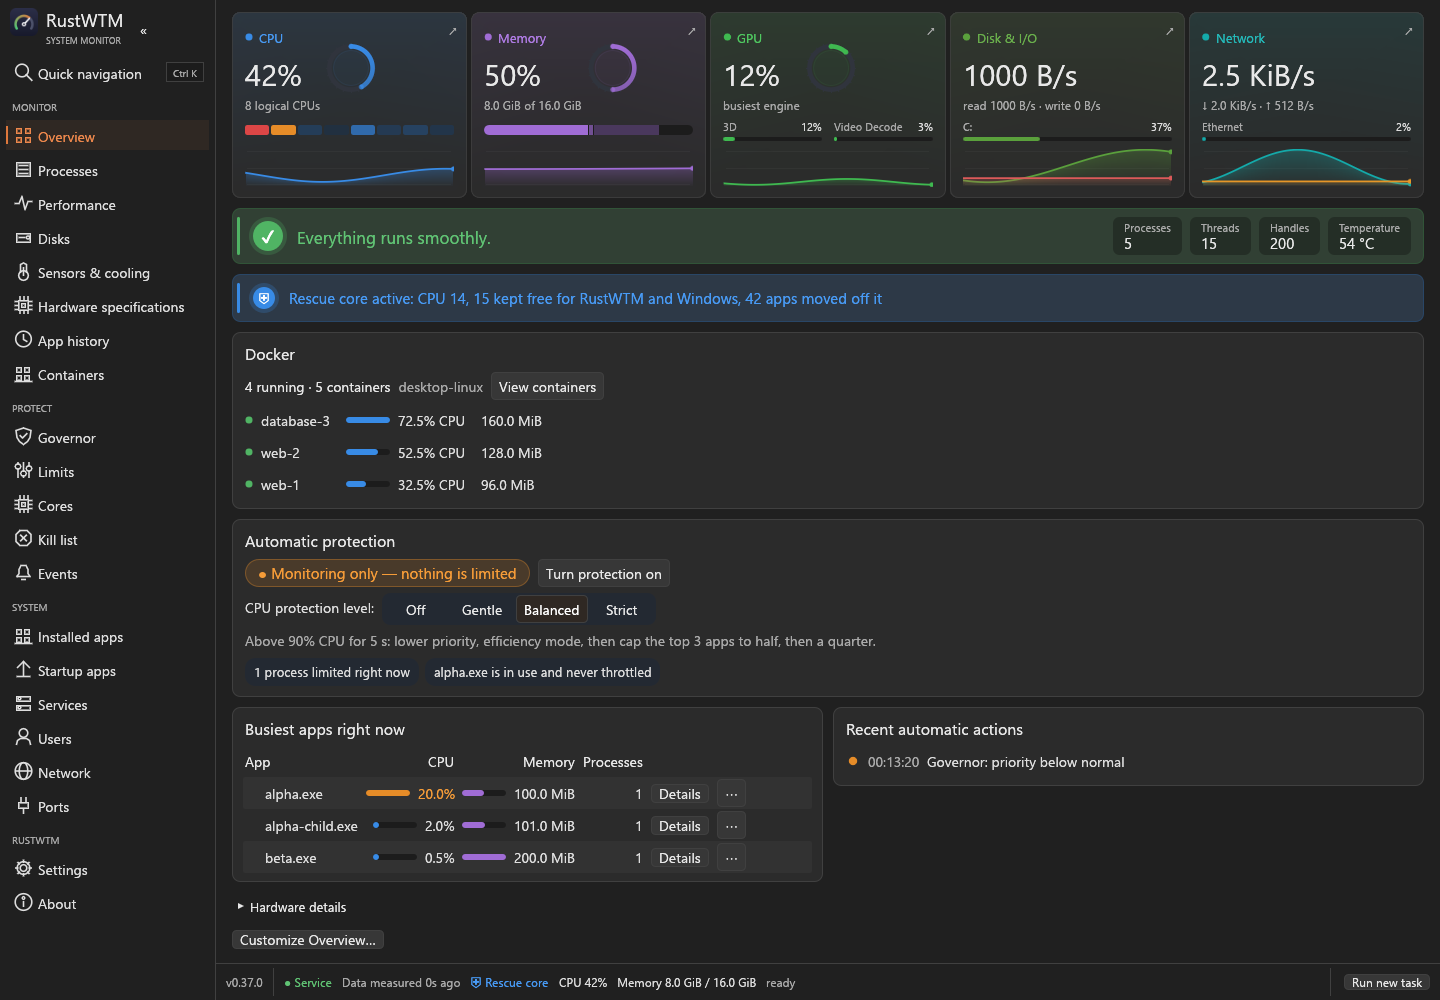 RustWTM
SYSTEM MONITOR
«
Quick navigation
Ctrl K
MONITOR
Overview
Processes
Performance
Disks
Sensors & cooling
Hardware specifications
App history
Containers
PROTECT
Governor
Limits
Cores
Kill list
Events
SYSTEM
Installed apps
Startup apps
Services
Users
Network
Ports
RUSTWTM
Settings
About
CPU
42%
8 logical CPUs
Memory
50%
8.0 GiB of 16.0 GiB
GPU
12%
busiest engine
3D 12% Video Decode 3%
Disk & I/O
1000 B/s
read 1000 B/s · write 0 B/s
C: 37%
Network
2.5 KiB/s
↓ 2.0 KiB/s · ↑ 512 B/s
Ethernet 2%
Everything runs smoothly.
Processes
5
Threads
15
Handles
200
Temperature
54 °C
Rescue core active: CPU 14, 15 kept free for RustWTM and Windows, 42 apps moved off it
Docker
4 running · 5 containers desktop-linux View containers
database-3 72.5% CPU 160.0 MiB
web-2 52.5% CPU 128.0 MiB
web-1 32.5% CPU 96.0 MiB
Automatic protection
● Monitoring only — nothing is limited Turn protection on
CPU protection level: Off Gentle Balanced Strict
Above 90% CPU for 5 s: lower priority, efficiency mode, then cap the top 3 apps to half, then a quarter.
1 process limited right now alpha.exe is in use and never throttled
Busiest apps right now
App CPU Memory Processes
alpha.exe 20.0% 100.0 MiB 1 Details ...
alpha-child.exe 2.0% 101.0 MiB 1 Details ...
beta.exe 0.5% 200.0 MiB 1 Details ...
Recent automatic actions
00:13:20 Governor: priority below normal
Hardware details
Customize Overview...
v0.37.0 ● Service Data measured 0s ago Rescue core CPU 42% Memory 8.0 GiB / 16.0 GiB ready Run new task